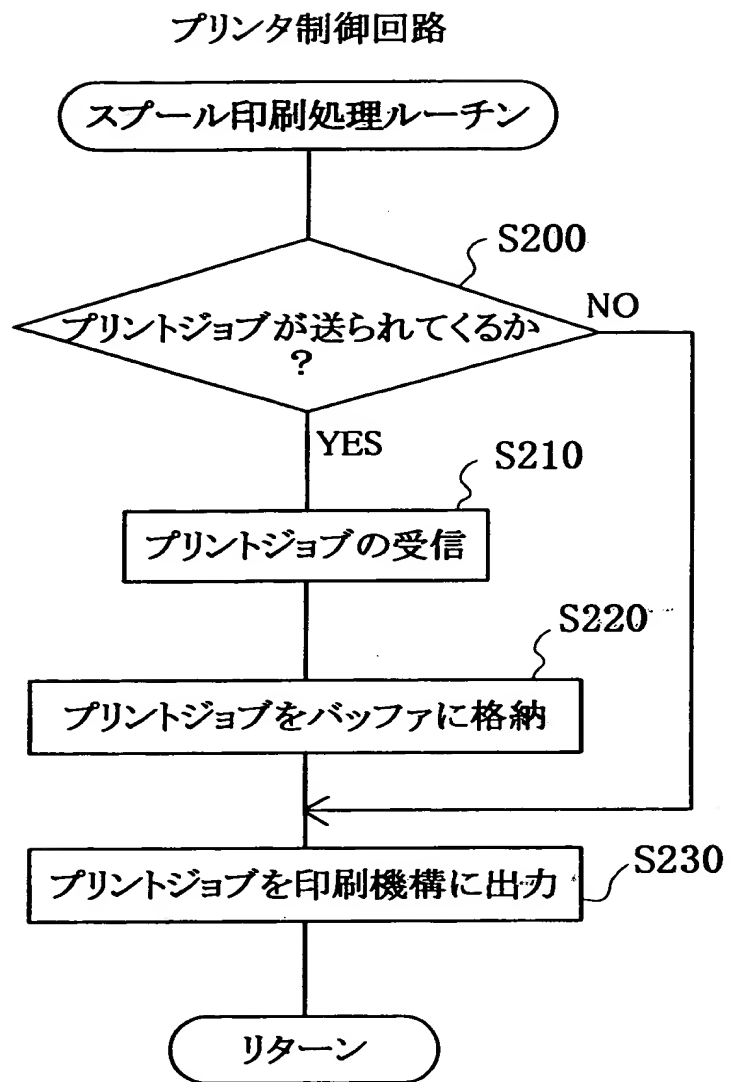 プリンタ制御回路
スプール印刷処理ルーチン
S200
プリントジョブが送られてくるか
?
NO
YES
S210
プリントジョブの受信
S220
プリントジョブをバッファに格納
S230
プリントジョブを印刷機構に出力
リターン